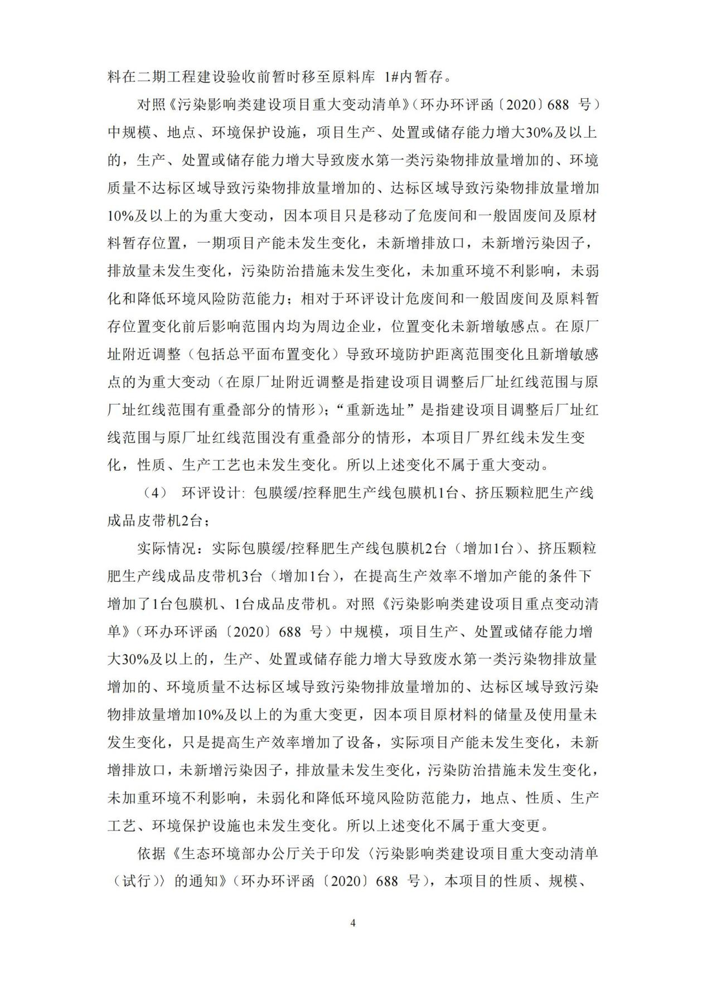 料在二期工程建设验收前暂时移至原料库 1#内暂存。
对照《污染影响类建设项目重大变动清单》（环办环评函〔2020〕688 号）
中规模、地点、环境保护设施，项目生产、处置或储存能力增大30%及以上
的，生产、处置或储存能力增大导致废水第一类污染物排放量增加的、环境
质量不达标区域导致污染物排放量增加的、达标区域导致污染物排放量增加
10%及以上的为重大变动，因本项目只是移动了危废间和一般固废间及原材
料暂存位置，一期项目产能未发生变化，未新增排放口，未新增污染因子，
排放量未发生变化，污染防治措施未发生变化，未加重环境不利影响，未弱
化和降低环境风险防范能力；相对于环评设计危废间和一般固废间及原料暂
存位置变化前后影响范围内均为周边企业，位置变化未新增敏感点。在原厂
址附近调整（包括总平面布置变化）导致环境防护距离范围变化且新增敏感
点的为重大变动（在原厂址附近调整是指建设项目调整后厂址红线范围与原
厂址红线范围有重叠部分的情形）；“重新选址”是指建设项目调整后厂址红
线范围与原厂址红线范围没有重叠部分的情形，本项目厂界红线未发生变
化，性质、生产工艺也未发生变化。所以上述变化不属于重大变动。
（4） 环评设计: 包膜缓/控释肥生产线包膜机1台、挤压颗粒肥生产线
成品皮带机2台；
实际情况：实际包膜缓/控释肥生产线包膜机2台（增加1台）、挤压颗粒
肥生产线成品皮带机3台（增加1台），在提高生产效率不增加产能的条件下
增加了1台包膜机、1台成品皮带机。对照《污染影响类建设项目重点变动清
单》（环办环评函〔2020〕688 号）中规模，项目生产、处置或储存能力增
大30%及以上的，生产、处置或储存能力增大导致废水第一类污染物排放量
增加的、环境质量不达标区域导致污染物排放量增加的、达标区域导致污染
物排放量增加10%及以上的为重大变更，因本项目原材料的储量及使用量未
发生变化，只是提高生产效率增加了设备，实际项目产能未发生变化，未新
增排放口，未新增污染因子，排放量未发生变化，污染防治措施未发生变化，
未加重环境不利影响，未弱化和降低环境风险防范能力，地点、性质、生产
工艺、环境保护设施也未发生变化。所以上述变化不属于重大变更。
依据《生态环境部办公厅关于印发〈污染影响类建设项目重大变动清单
（试行）〉的通知》（环办环评函〔2020〕688 号），本项目的性质、规模、
4